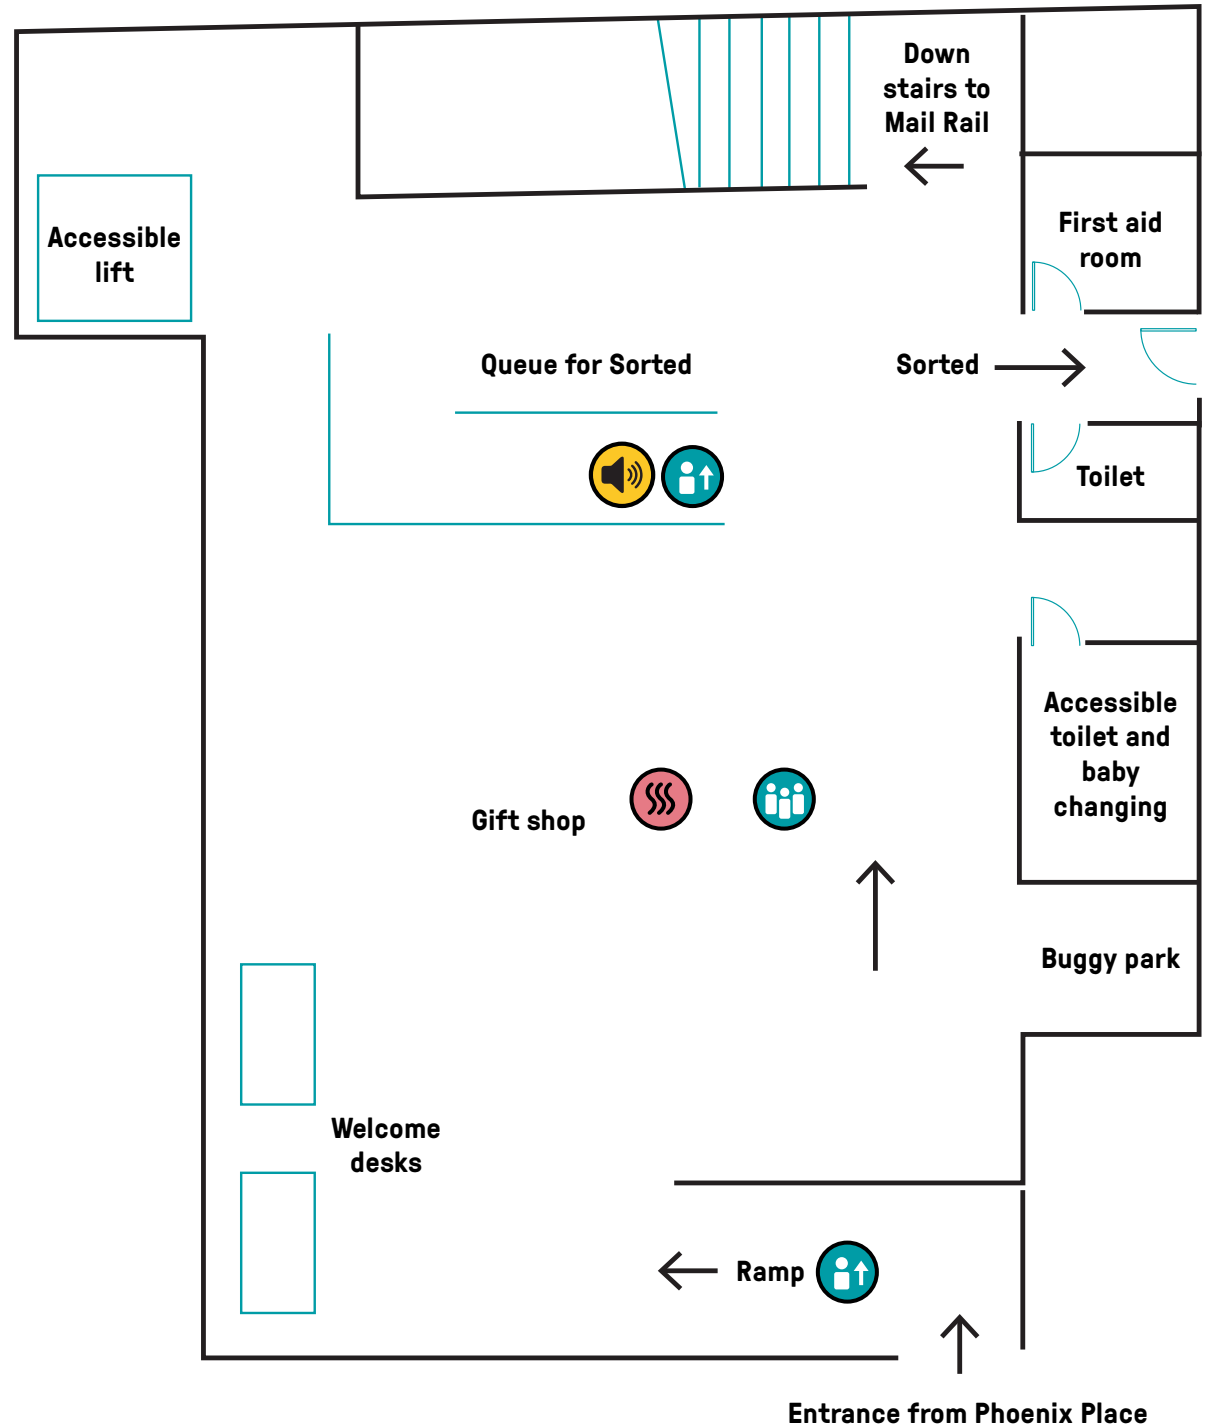 Down
stairs to
Mail Rail
First aid
room
Accessible
lift
Queue for Sorted
Sorted
Toilet
Accessible
toilet and
baby
changing
Gift shop
Buggy park
Welcome
desks
Ramp
Entrance from Phoenix Place